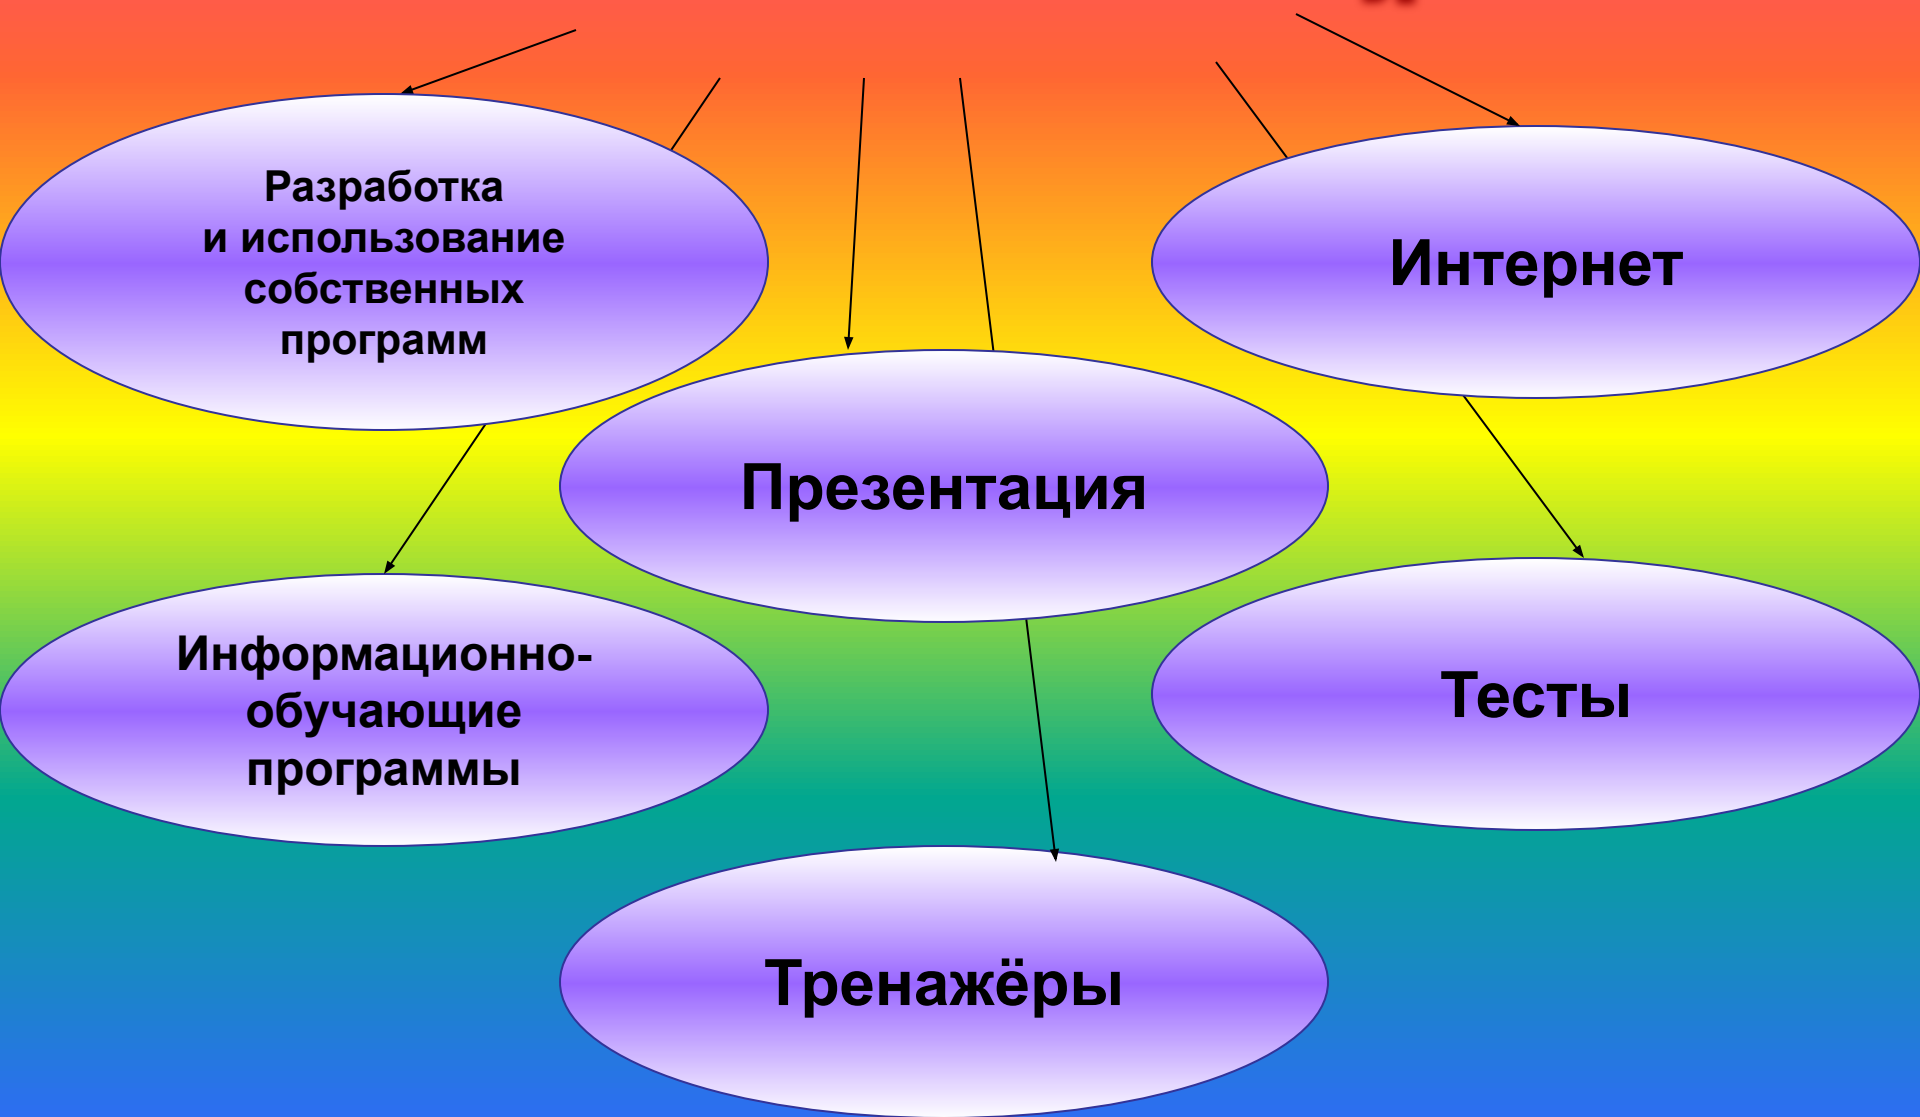 Разработка
и использование
собственных
программ
Интернет
Презентация
Информационно-
обучающие
программы
Тесты
Тренажёры